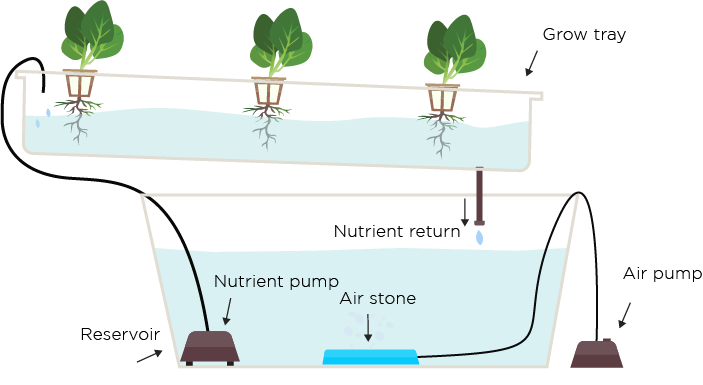 Grow tray
Nutrient return
Nutrient pump
Air pump
Air stone
Reservoir